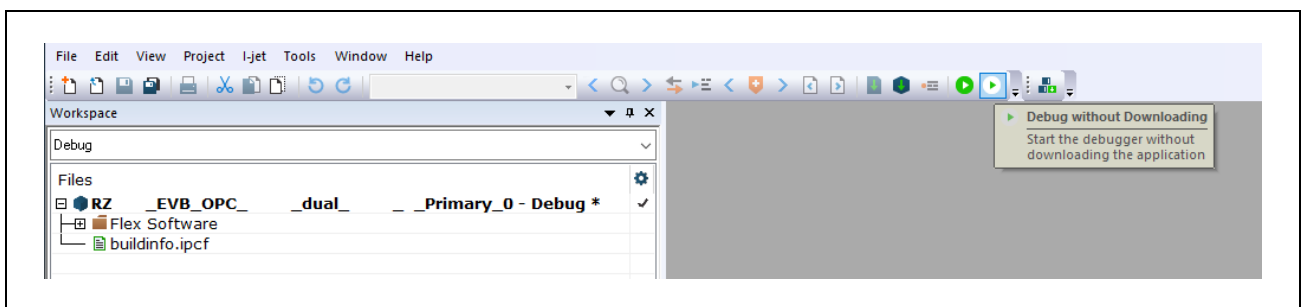 File Edit View Project I-jet Tools Window Help
Workspace
Debug without Downloading
Debug
Start the debugger without
downloading the application
Files
RZ _EVB_OPC_ _dual_ _ _Primary_0 - Debug *
Flex Software
buildinfo.ipcf